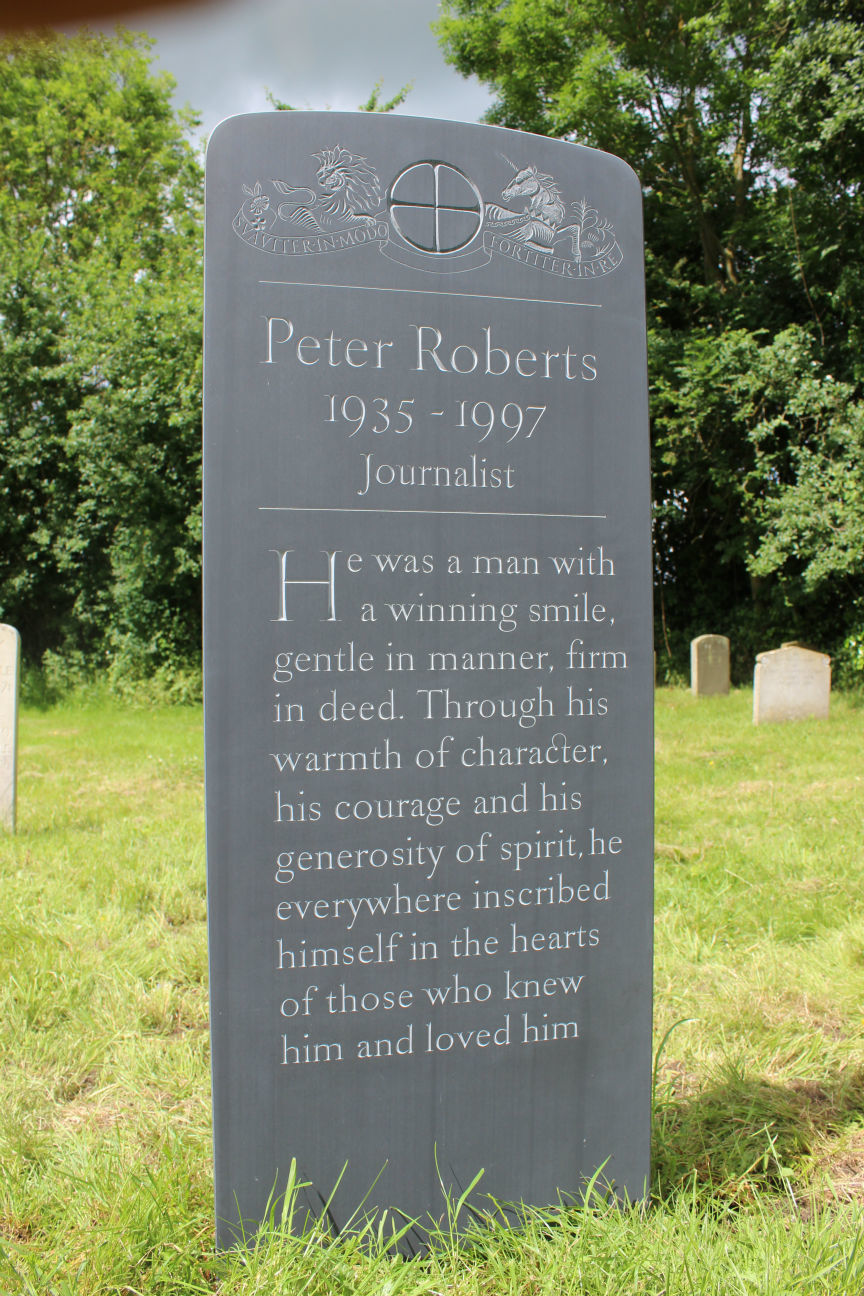 SVAVITER·IN·MODO FORTITER·IN·RE
Peter Roberts
1935 - 1997
Journalist
He was a man with
a winning smile,
gentle in manner, firm
in deed. Through his
warmth of character,
his courage and his
generosity of spirit, he
everywhere inscribed
himself in the hearts
of those who knew
him and loved him